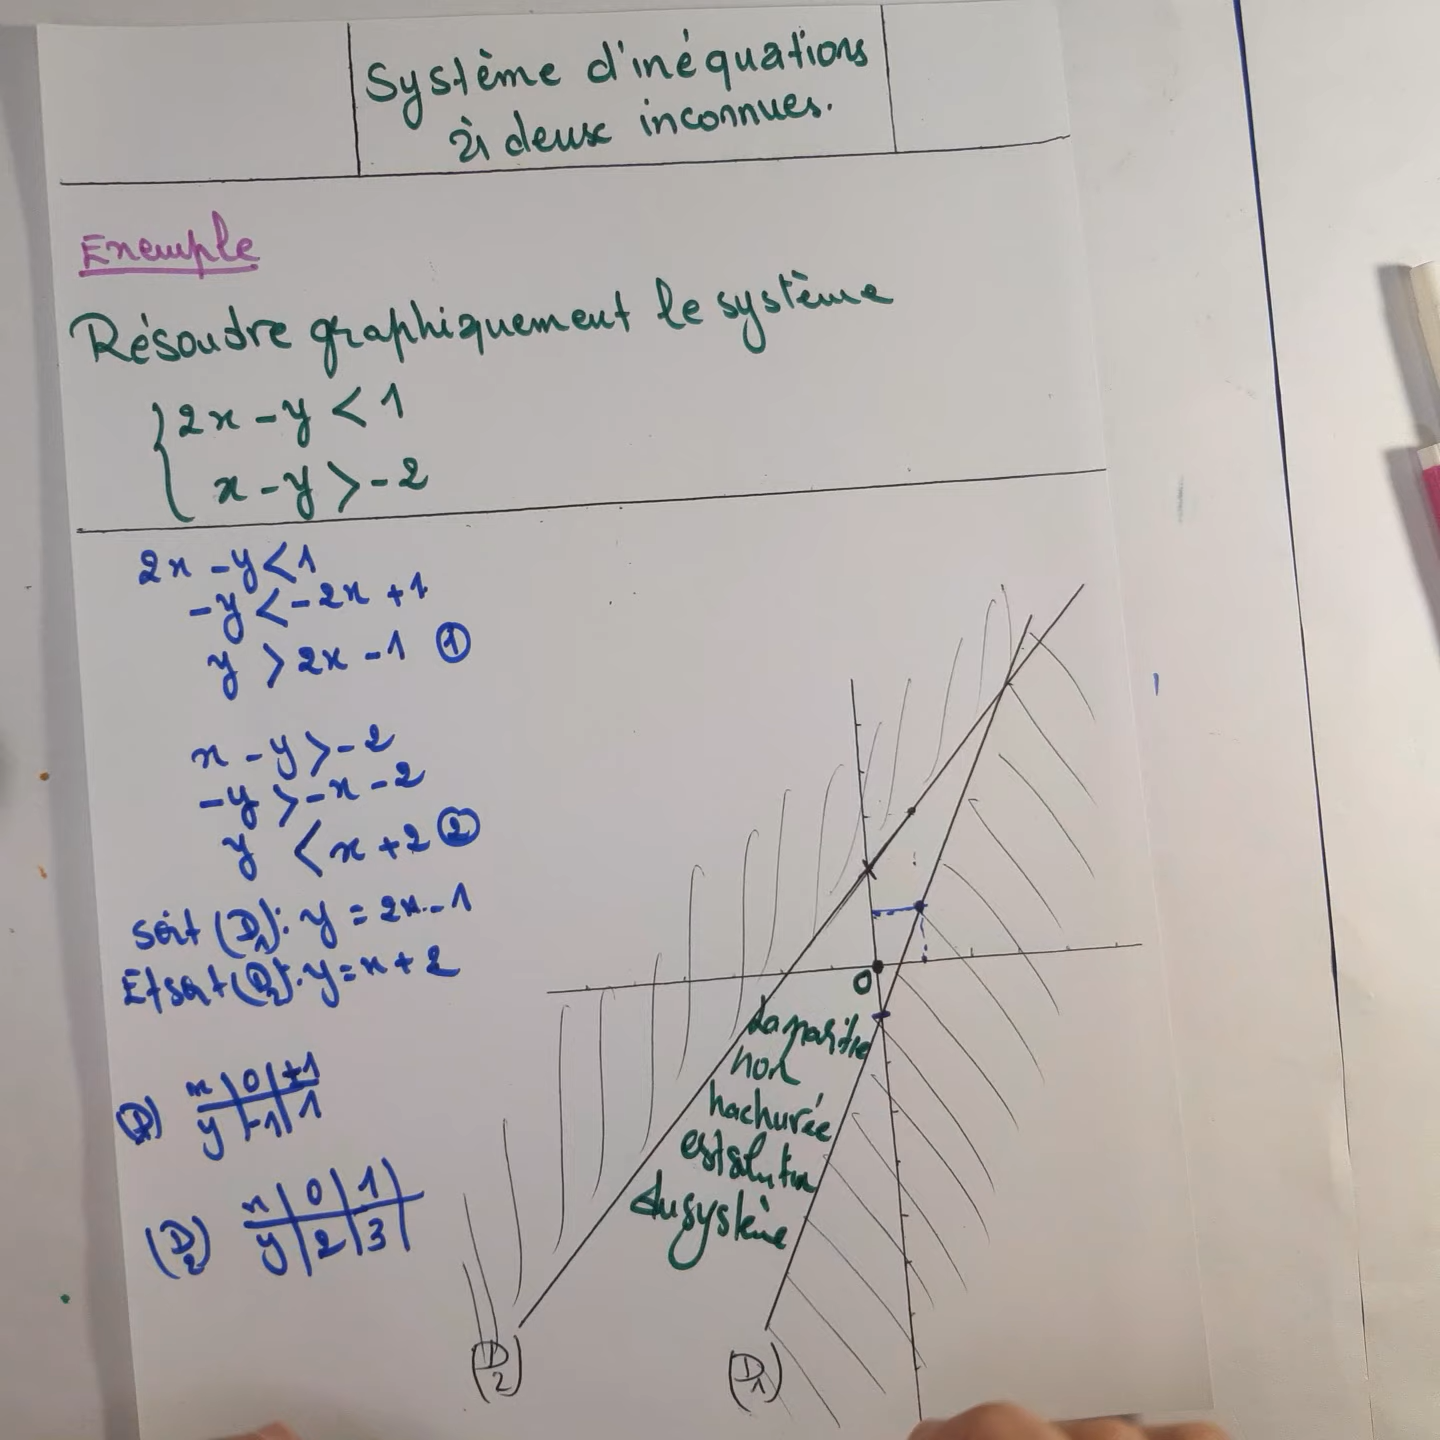 Système d'inéquations
à deux inconnues.
Exemple
Résoudre graphiquement le système
2x - y < 1
x - y > -2
2x - y < 1
-y < -2x + 1
y > 2x - 1 ①
x - y > -2
-y > -x - 2
y < x + 2 ②
soit (D1): y = 2x - 1
Et soit (D2): y = x + 2
(D1) x | 0 | +1
y | -1 | 1
(D2) x | 0 | 1
y | 2 | 3
O
La partie
non
hachurée
est solution
du système
(D2)
(D1)